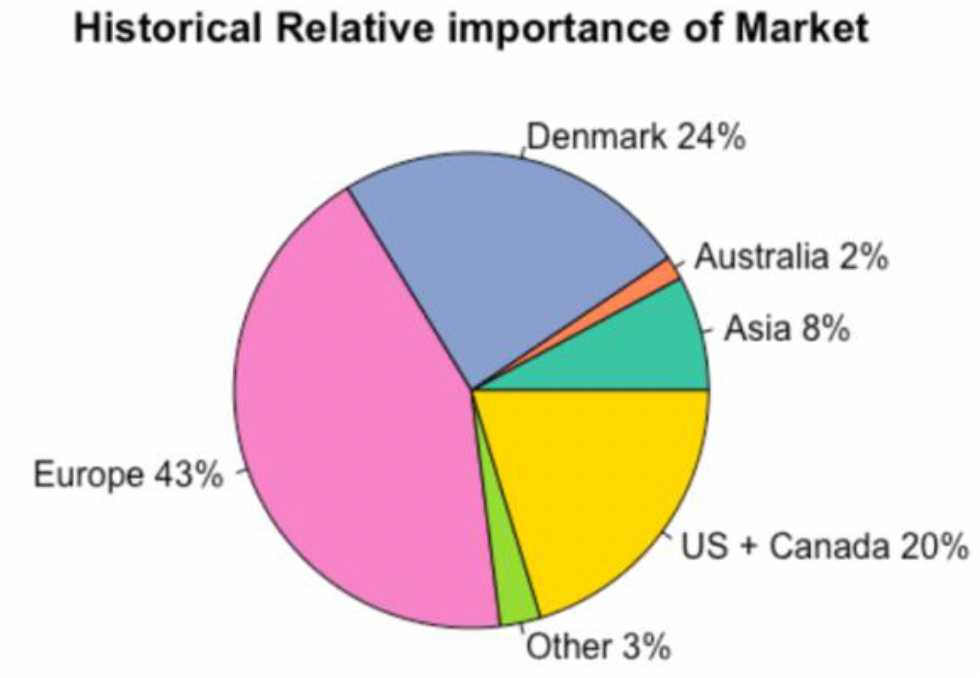 Historical Relative importance of Market
Denmark 24%
Australia 2%
Asia 8%
Europe 43%
US + Canada 20%
Other 3%